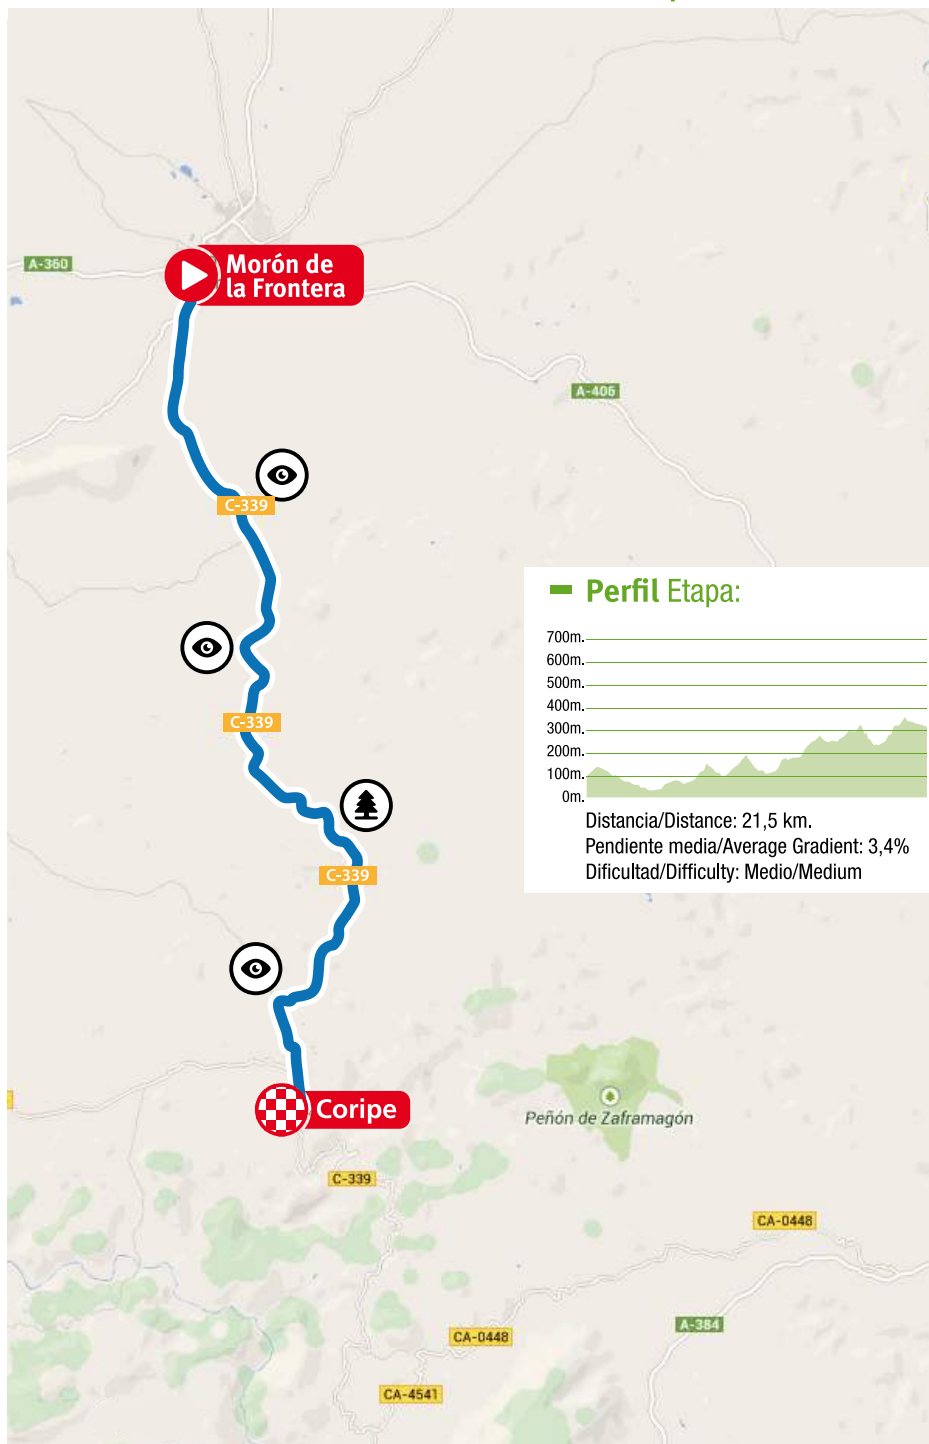 A-360
Morón de
la Frontera
A-406
C-339
Perfil Etapa:
700m.
600m.
500m.
400m.
300m.
200m.
100m.
0m.
Distancia/Distance: 21,5 km.
Pendiente media/Average Gradient: 3,4%
Dificultad/Difficulty: Medio/Medium
C-339
C-339
Coripe
Peñón de Zaframagón
C-339
CA-0448
A-384
CA-0448
CA-4541